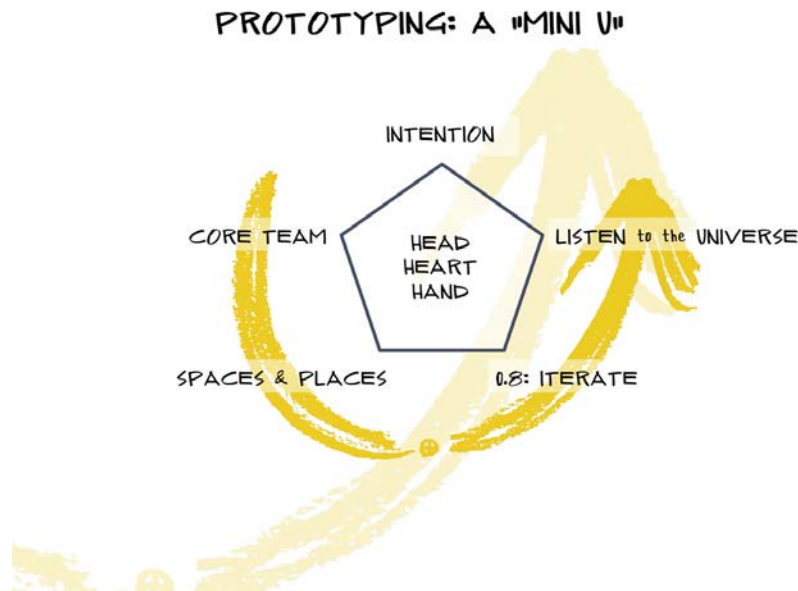 PROTOTYPING: A "MINI U"
INTENTION
CORE TEAM
LISTEN to the UNIVERSE
HEAD
HEART
HAND
SPACES & PLACES
0.8: ITERATE